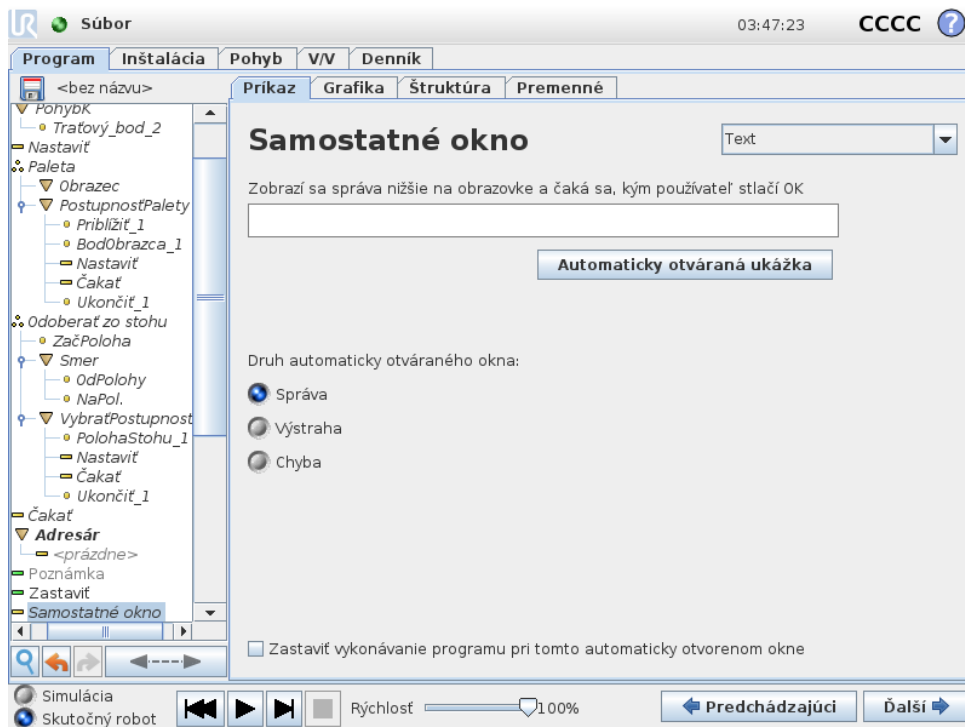 UR Súbor 03:47:23 CCCC ?
Program Inštalácia Pohyb V/V Denník
<bez názvu> Príkaz Grafika Štruktúra Premenné
PohybK
Traťový_bod_2
Nastaviť
Paleta
Obrazec
PostupnosťPalety
Priblížiť_1
BodObrazca_1
Nastaviť
Čakať
Ukončiť_1
Odoberať zo stohu
ZačPoloha
Smer
OdPolohy
NaPol.
VybraťPostupnosť
PolohaStohu_1
Nastaviť
Čakať
Ukončiť_1
Čakať
Adresár
<prázdne>
Poznámka
Zastaviť
Samostatné okno
Samostatné okno Text
Zobrazí sa správa nižšie na obrazovke a čaká sa, kým používateľ stlačí OK
Automaticky otváraná ukážka
Druh automaticky otváraného okna:
Správa
Výstraha
Chyba
Zastaviť vykonávanie programu pri tomto automaticky otvorenom okne
Simulácia
Skutočný robot
Rýchlosť 100%
Predchádzajúci Ďalší